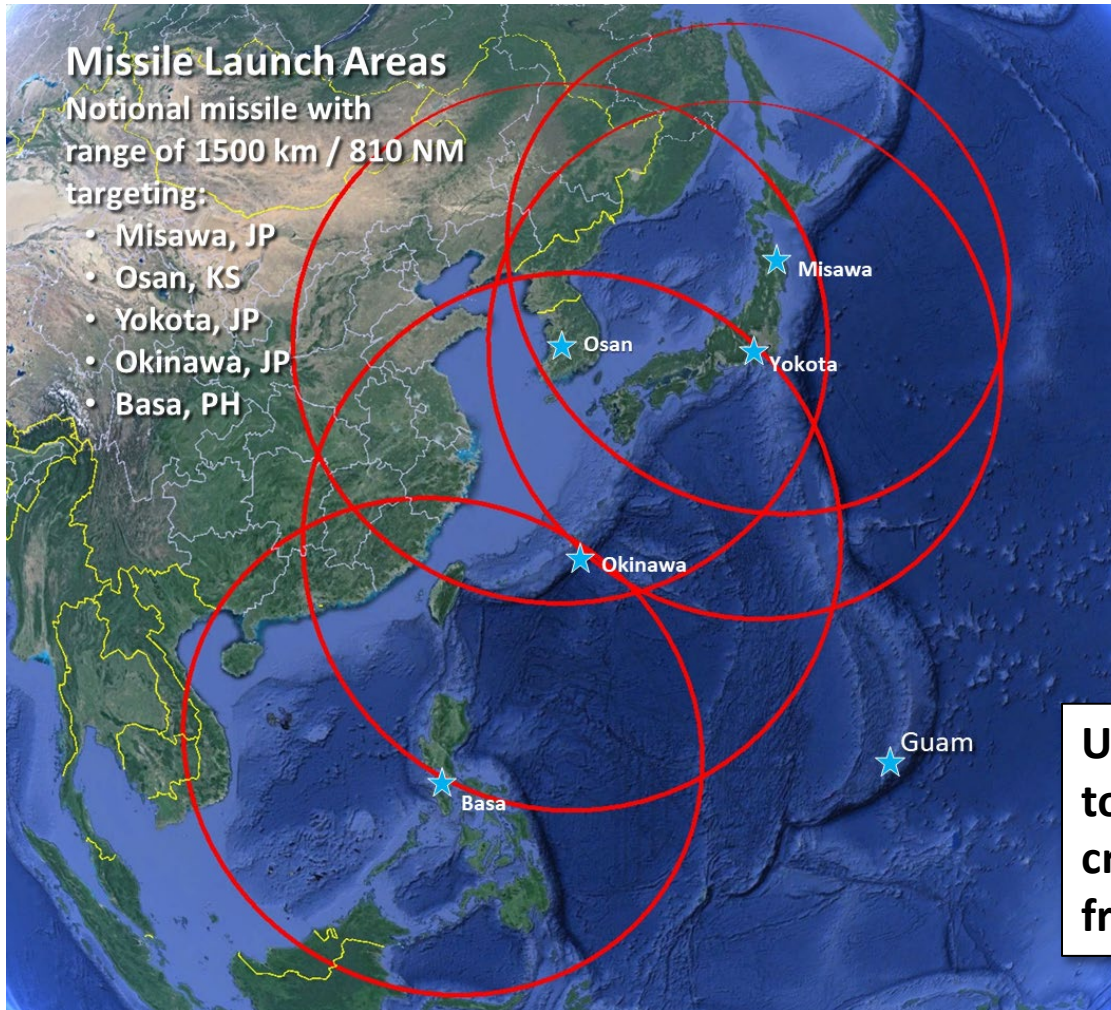 Missile Launch Areas
Notional missile with
range of 1500 km / 810 NM
targeting:
• Misawa, JP
• Osan, KS
• Yokota, JP
• Okinawa, JP
• Basa, PH
Misawa
Osan
Yokota
Okinawa
Guam
Basa